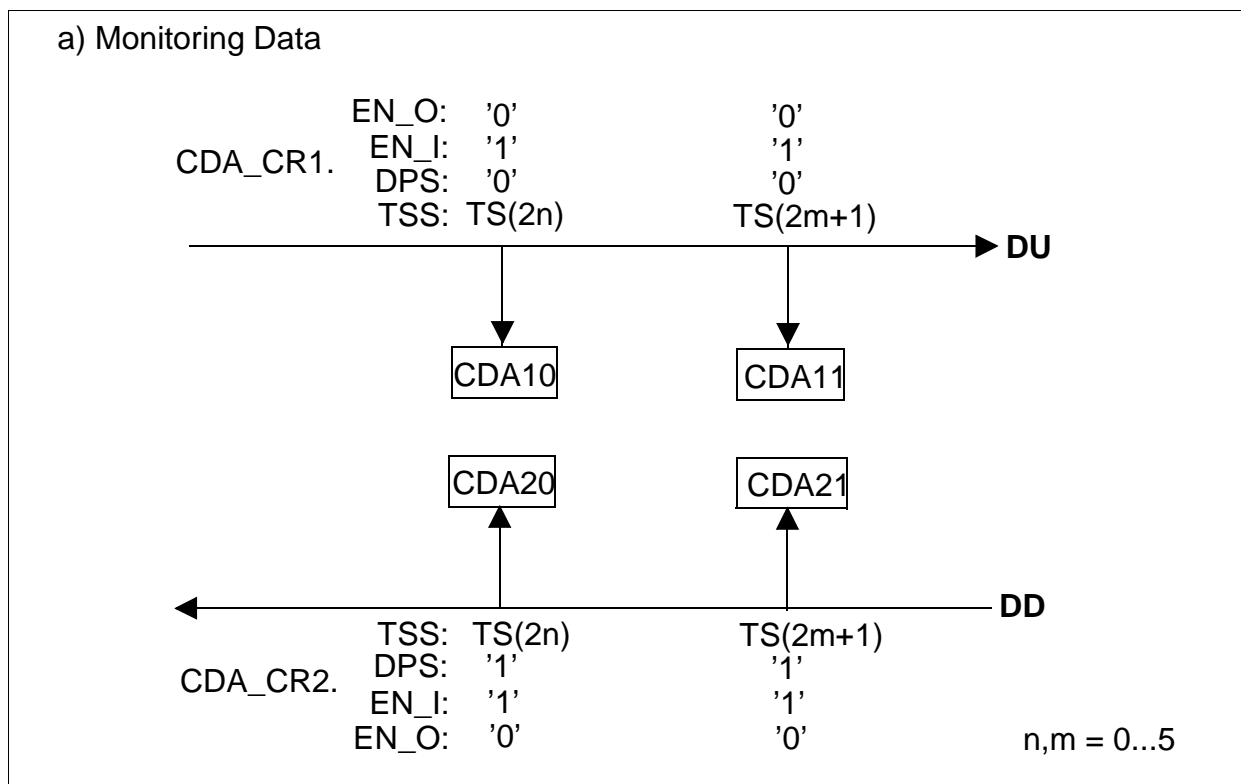 a) Monitoring Data
EN_O: ’0’ ’0’
EN_I: ’1’ ’1’
CDA_CR1.
DPS: ’0’ ’0’
TSS: TS(2n) TS(2m+1)
DU
CDA10 CDA11
CDA20 CDA21
DD
TSS: TS(2n) TS(2m+1)
DPS: ’1’ ’1’
CDA_CR2.
EN_I: ’1’ ’1’
EN_O: ’0’ ’0’ n,m = 0...5